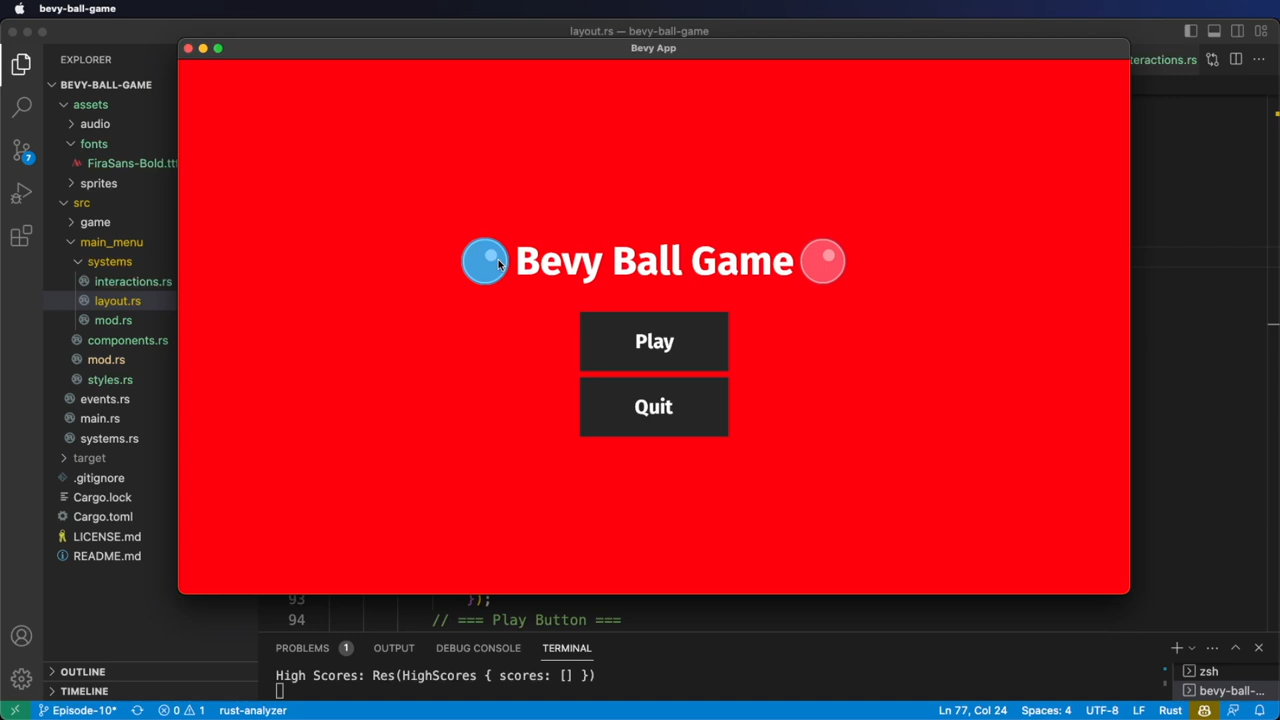 bevy-ball-game
layout.rs — bevy-ball-game
EXPLORER
BEVY-BALL-GAME
assets
audio
fonts
FiraSans-Bold.ttf
sprites
src
game
main_menu
systems
interactions.rs
layout.rs
mod.rs
components.rs
mod.rs
styles.rs
events.rs
main.rs
systems.rs
target
.gitignore
Cargo.lock
Cargo.toml
LICENSE.md
README.md
OUTLINE
TIMELINE
7
Bevy App
Bevy Ball Game
Play
Quit
teractions.rs
93 });
94 // === Play Button ===
PROBLEMS 1 OUTPUT DEBUG CONSOLE TERMINAL
High Scores: Res(HighScores { scores: [] })
zsh
bevy-ball-...
Episode-10* 0 1 rust-analyzer Ln 77, Col 24 Spaces: 4 UTF-8 LF Rust